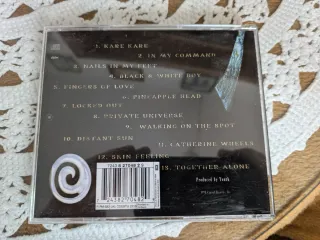 1. KARE KARE
2. IN MY COMMAND
3. NAILS IN MY FEET
4. BLACK & WHITE BOY
5. FINGERS OF LOVE
6. PINEAPPLE HEAD
7. LOCKED OUT
8. PRIVATE UNIVERSE
9. WALKING ON THE SPOT
10. DISTANT SUN
11. CATHERINE WHEELS
12. SKIN FEELING
13. TOGETHER ALONE
Produced by Youth